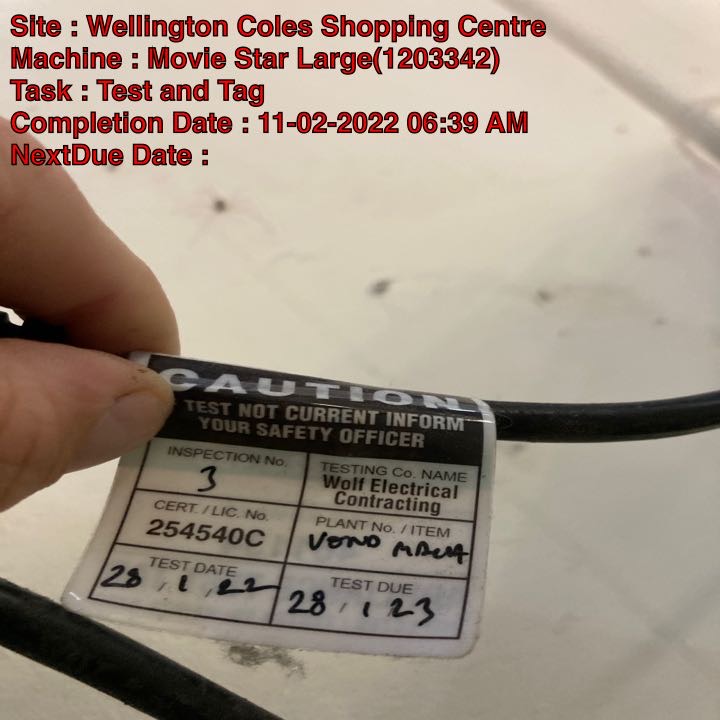 Site : Wellington Coles Shopping Centre
Machine : Movie Star Large(1203342)
Task : Test and Tag
Completion Date : 11-02-2022 06:39 AM
NextDue Date :
CAUTION
TEST NOT CURRENT INFORM
YOUR SAFETY OFFICER
INSPECTION No.
3
TESTING Co. NAME
Wolf Electrical
Contracting
CERT. / LIC. No.
254540C
PLANT No. / ITEM
VEND
TEST DATE
28 / 1 / 22
TEST DUE
28 / 1 / 23